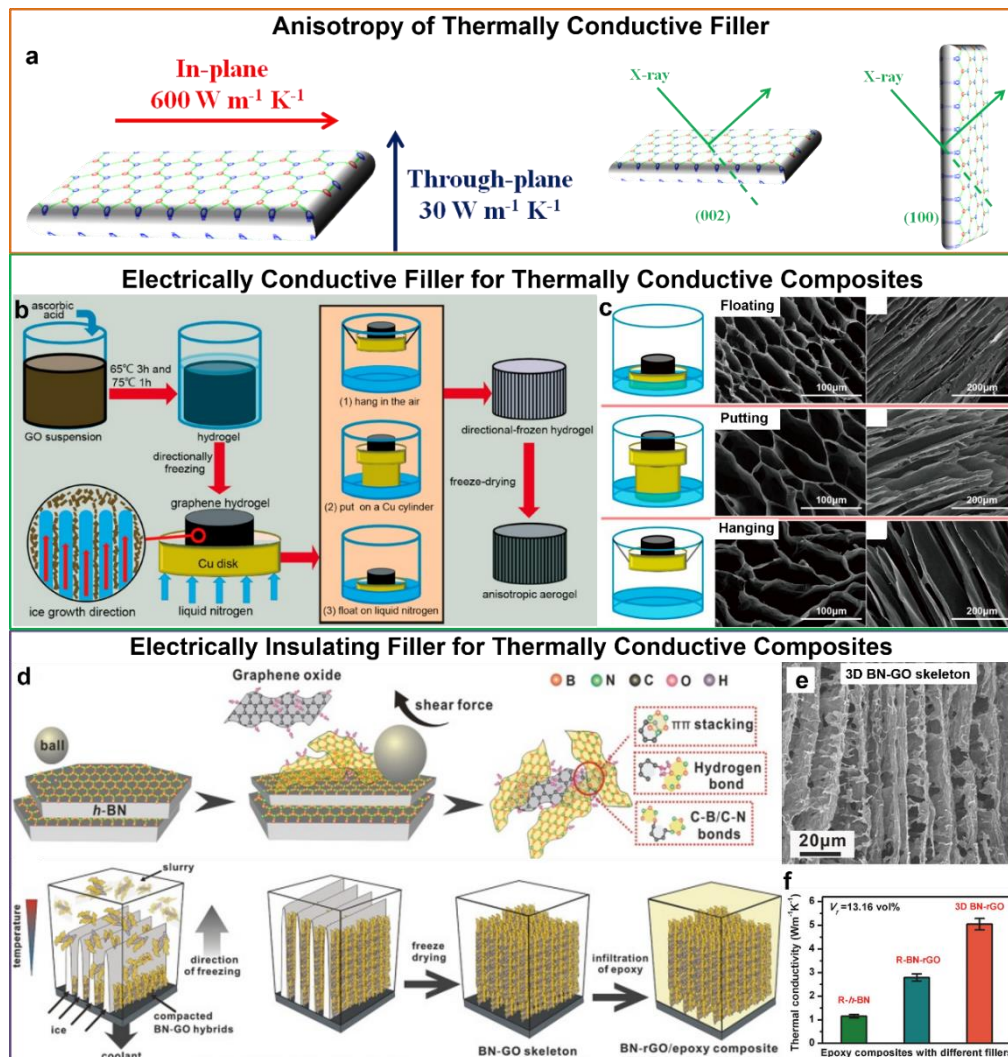 Anisotropy of Thermally Conductive Filler
a
In-plane
600 W m⁻¹ K⁻¹
Through-plane
30 W m⁻¹ K⁻¹
X-ray
(002)
X-ray
(100)
Electrically Conductive Filler for Thermally Conductive Composites
b
ascorbic
acid
GO suspension
65℃ 3h and
75℃ 1h
hydrogel
directionally
freezing
graphene hydrogel
Cu disk
liquid nitrogen
ice growth direction
(1) hang in the air
(2) put on a Cu cylinder
(3) float on liquid nitrogen
directional-frozen hydrogel
freeze-drying
anisotropic aerogel
c
Floating
100μm
200μm
Putting
100μm
200μm
Hanging
100μm
200μm
Electrically Insulating Filler for Thermally Conductive Composites
d
Graphene oxide
shear force
B N C O H
ball
h-BN
ππ stacking
Hydrogen
bond
C-B/C-N
bonds
slurry
temperature
direction
of freezing
ice
compacted
BN-GO hybrids
coolant
freeze
drying
BN-GO skeleton
infiltration
of epoxy
BN-rGO/epoxy composite
e
3D BN-GO skeleton
20μm
f
Thermal conductivity (Wm⁻¹K⁻¹)
6
5
4
3
2
1
0
V_f=13.16 vol%
R-h-BN
R-BN-rGO
3D BN-rGO
Epoxy composites with different filler